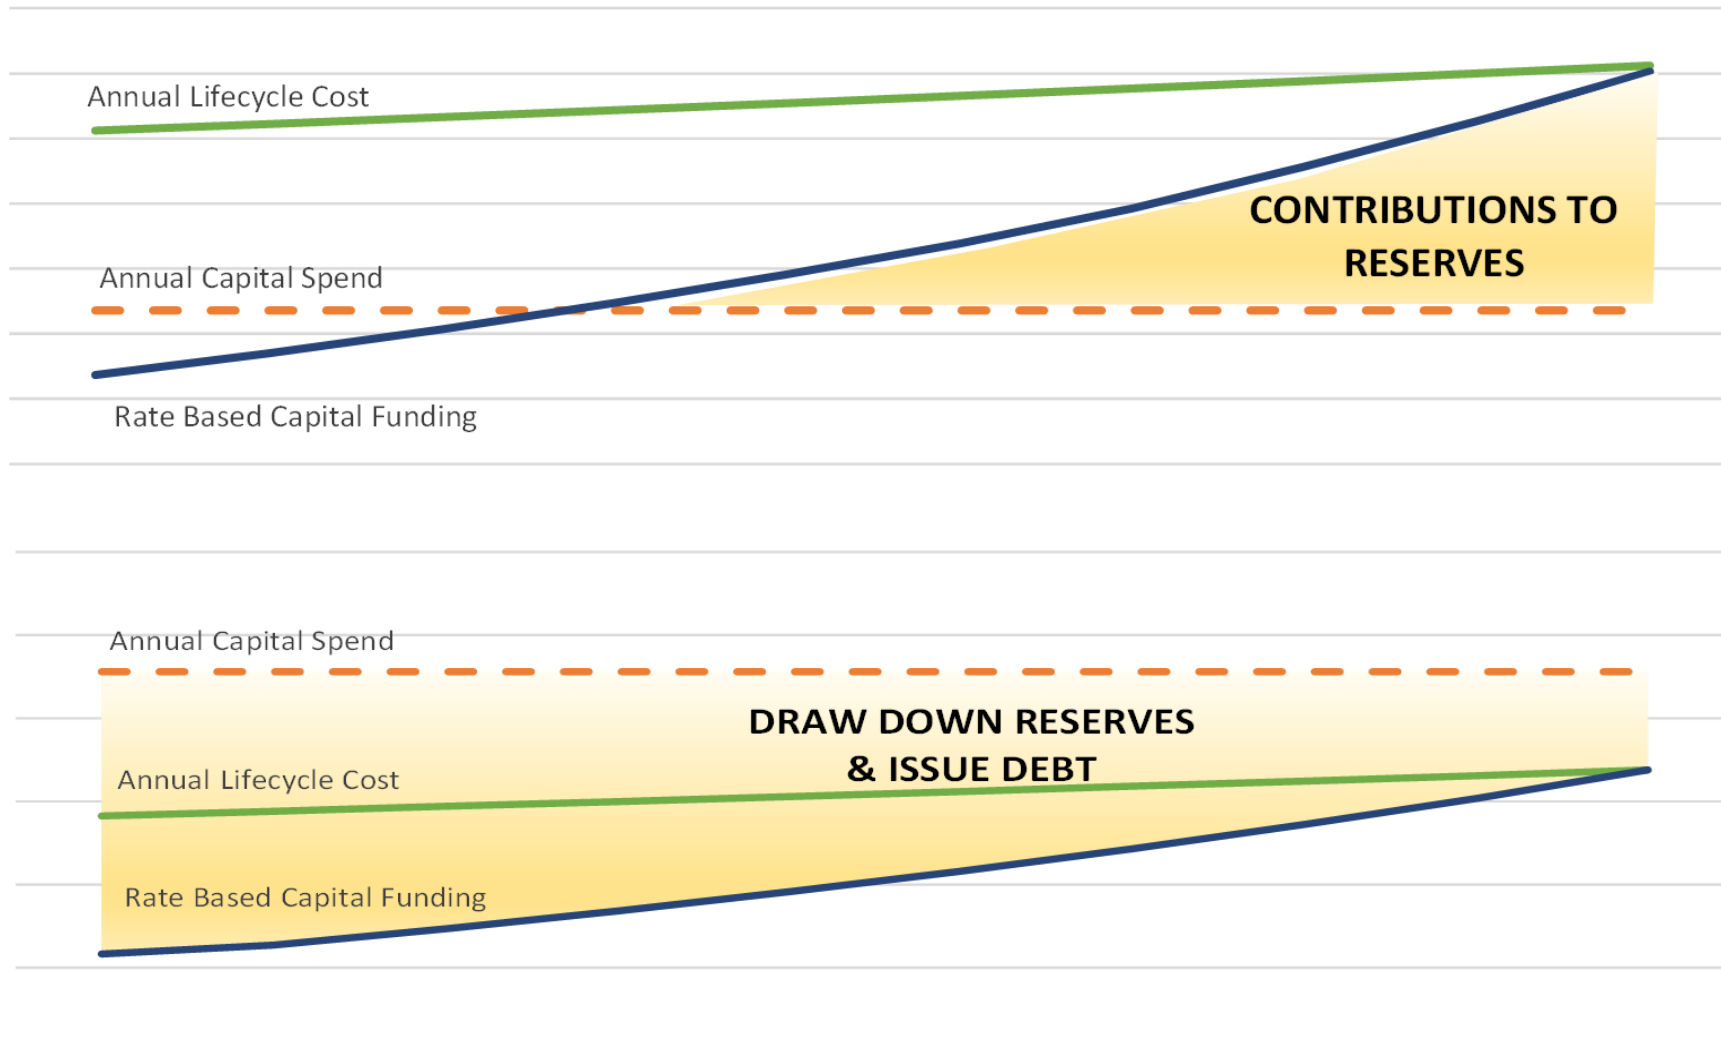 Annual Lifecycle Cost
CONTRIBUTIONS TO
RESERVES
Annual Capital Spend
Rate Based Capital Funding
Annual Capital Spend
DRAW DOWN RESERVES
& ISSUE DEBT
Annual Lifecycle Cost
Rate Based Capital Funding